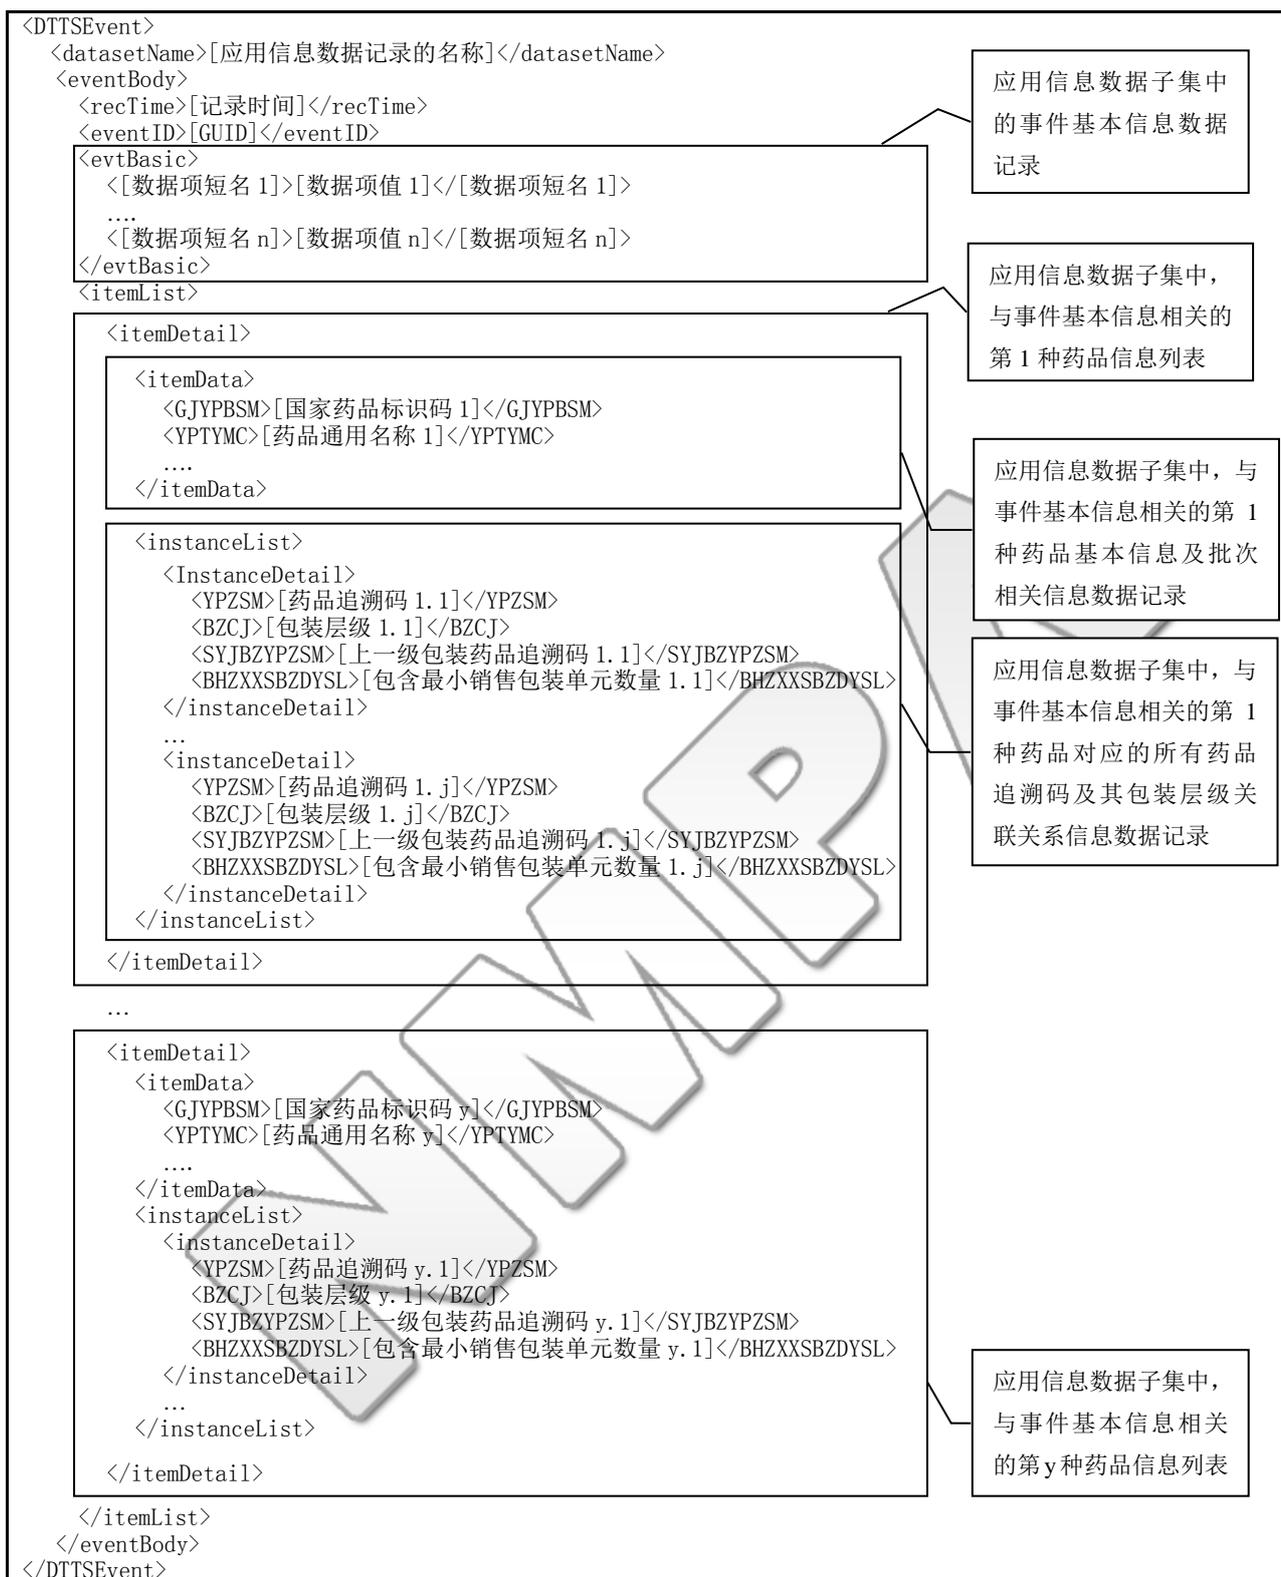 <DTTSEvent>
<datasetName>[应用信息数据记录的名称]</datasetName>
<eventBody>
<recTime>[记录时间]</recTime>
<eventID>[GUID]</eventID>
<evtBasic>
<[数据项短名 1]>[数据项值 1]</[数据项短名 1]>
....
<[数据项短名 n]>[数据项值 n]</[数据项短名 n]>
</evtBasic>
应用信息数据子集中
的事件基本信息数据
记录
<itemList>
应用信息数据子集中，
与事件基本信息相关的
第 1 种药品信息列表
<itemDetail>
<itemData>
<GJYPBSM>[国家药品标识码 1]</GJYPBSM>
<YPTYMC>[药品通用名称 1]</YPTYMC>
....
</itemData>
应用信息数据子集中，与
事件基本信息相关的第 1
种药品基本信息及批次
相关信息数据记录
<instanceList>
<InstanceDetail>
<YPZSM>[药品追溯码 1.1]</YPZSM>
<BZCJ>[包装层级 1.1]</BZCJ>
<SYJBZYPZSM>[上一级包装药品追溯码 1.1]</SYJBZYPZSM>
<BHZXXSBZDYSL>[包含最小销售包装单元数量 1.1]</BHZXXSBZDYSL>
</instanceDetail>
...
<instanceDetail>
<YPZSM>[药品追溯码 1.j]</YPZSM>
<BZCJ>[包装层级 1.j]</BZCJ>
<SYJBZYPZSM>[上一级包装药品追溯码 1.j]</SYJBZYPZSM>
<BHZXXSBZDYSL>[包含最小销售包装单元数量 1.j]</BHZXXSBZDYSL>
</instanceDetail>
</instanceList>
应用信息数据子集中，与
事件基本信息相关的第 1
种药品对应的所有药品
追溯码及其包装层级关
联关系信息数据记录
</itemDetail>
...
<itemDetail>
<itemData>
<GJYPBSM>[国家药品标识码 y]</GJYPBSM>
<YPTYMC>[药品通用名称 y]</YPTYMC>
....
</itemData>
<instanceList>
<instanceDetail>
<YPZSM>[药品追溯码 y.1]</YPZSM>
<BZCJ>[包装层级 y.1]</BZCJ>
<SYJBZYPZSM>[上一级包装药品追溯码 y.1]</SYJBZYPZSM>
<BHZXXSBZDYSL>[包含最小销售包装单元数量 y.1]</BHZXXSBZDYSL>
</instanceDetail>
...
</instanceList>
</itemDetail>
应用信息数据子集中，
与事件基本信息相关
的第 y 种药品信息列表
</itemList>
</eventBody>
</DTTSEvent>
NMPA